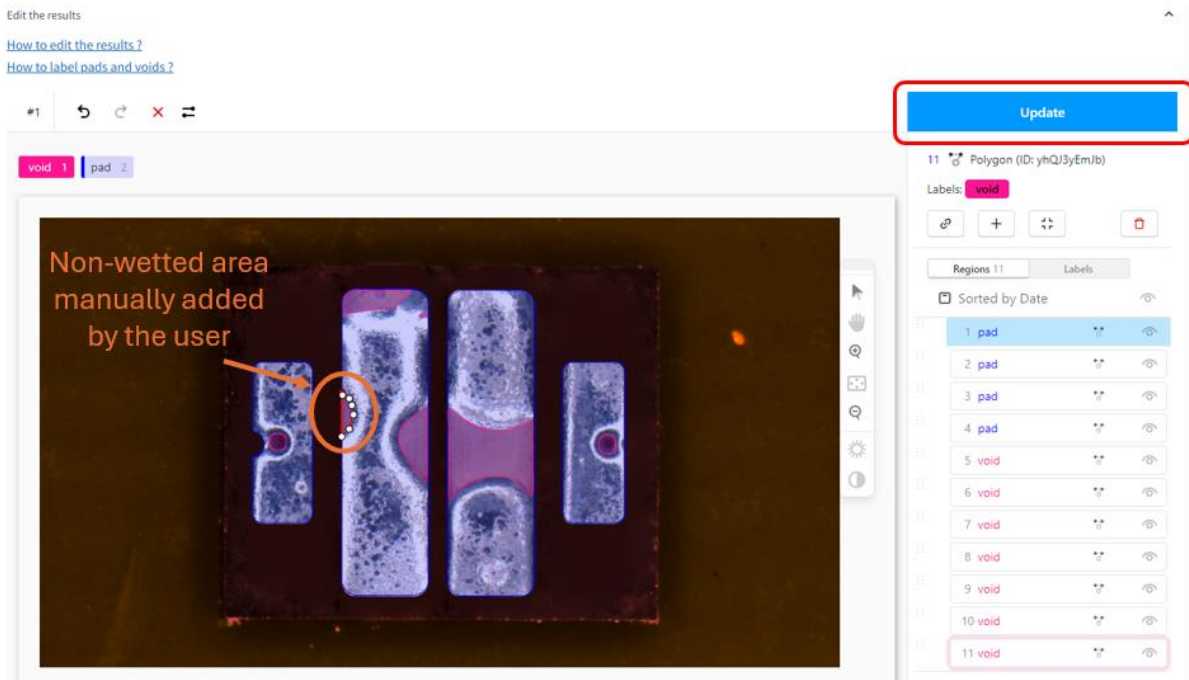 Edit the results
How to edit the results ?
How to label pads and voids ?
#1
Update
void 1 pad 2
11 Polygon (ID: yhQJ3yEmJb)
Labels: void
Regions 11 Labels
Sorted by Date
Non-wetted area
manually added
by the user
1 pad
2 pad
3 pad
4 pad
5 void
6 void
7 void
8 void
9 void
10 void
11 void